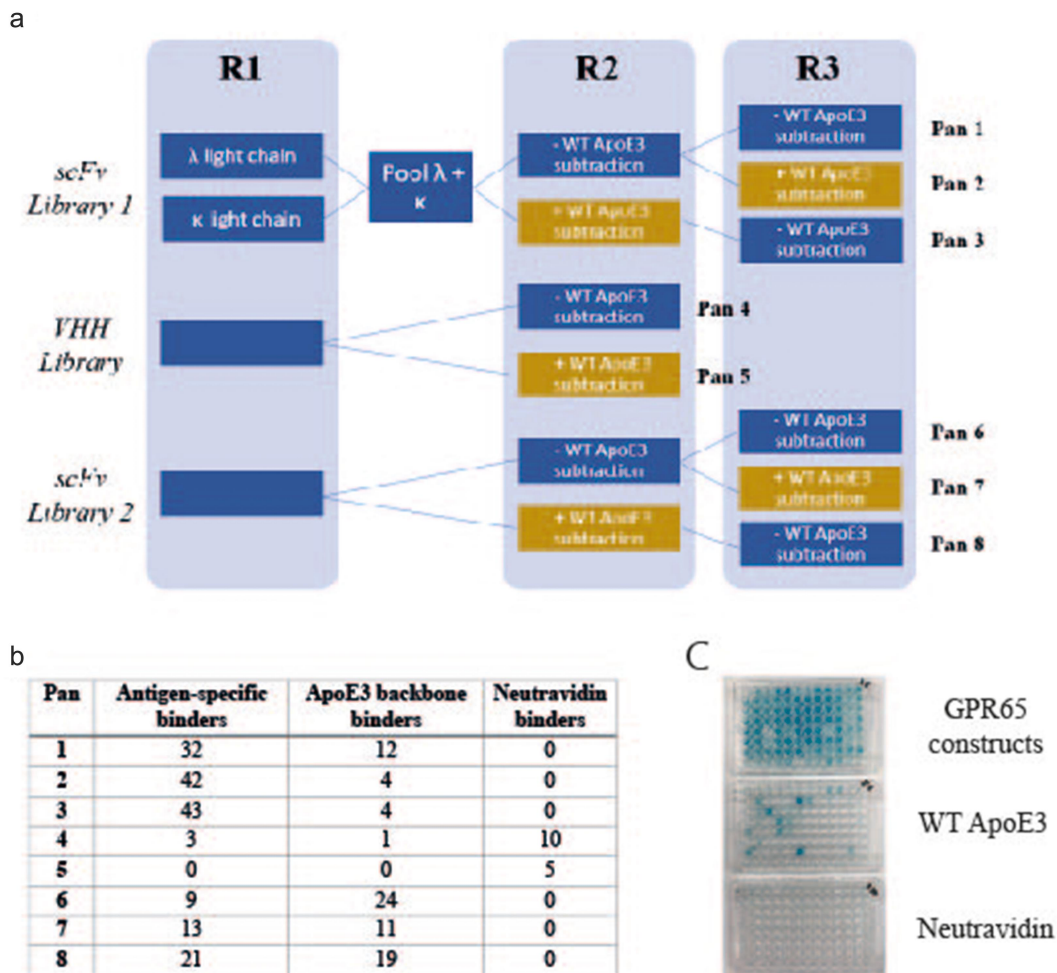 a
R1
R2
R3
scFv
Library 1
λ light chain
κ light chain
Pool λ +
κ
- WT ApoE3
subtraction
+ WT ApoE3
subtraction
- WT ApoE3
subtraction
Pan 1
+ WT ApoE3
subtraction
Pan 2
- WT ApoE3
subtraction
Pan 3
VHH
Library
- WT ApoE3
subtraction
Pan 4
+ WT ApoE3
subtraction
Pan 5
scFv
Library 2
- WT ApoE3
subtraction
+ WT ApoE3
subtraction
- WT ApoE3
subtraction
Pan 6
+ WT ApoE3
subtraction
Pan 7
- WT ApoE3
subtraction
Pan 8
b
Pan Antigen-specific binders ApoE3 backbone binders Neutravidin binders
1 32 12 0
2 42 4 0
3 43 4 0
4 3 1 10
5 0 0 5
6 9 24 0
7 13 11 0
8 21 19 0
C
GPR65
constructs
WT ApoE3
Neutravidin